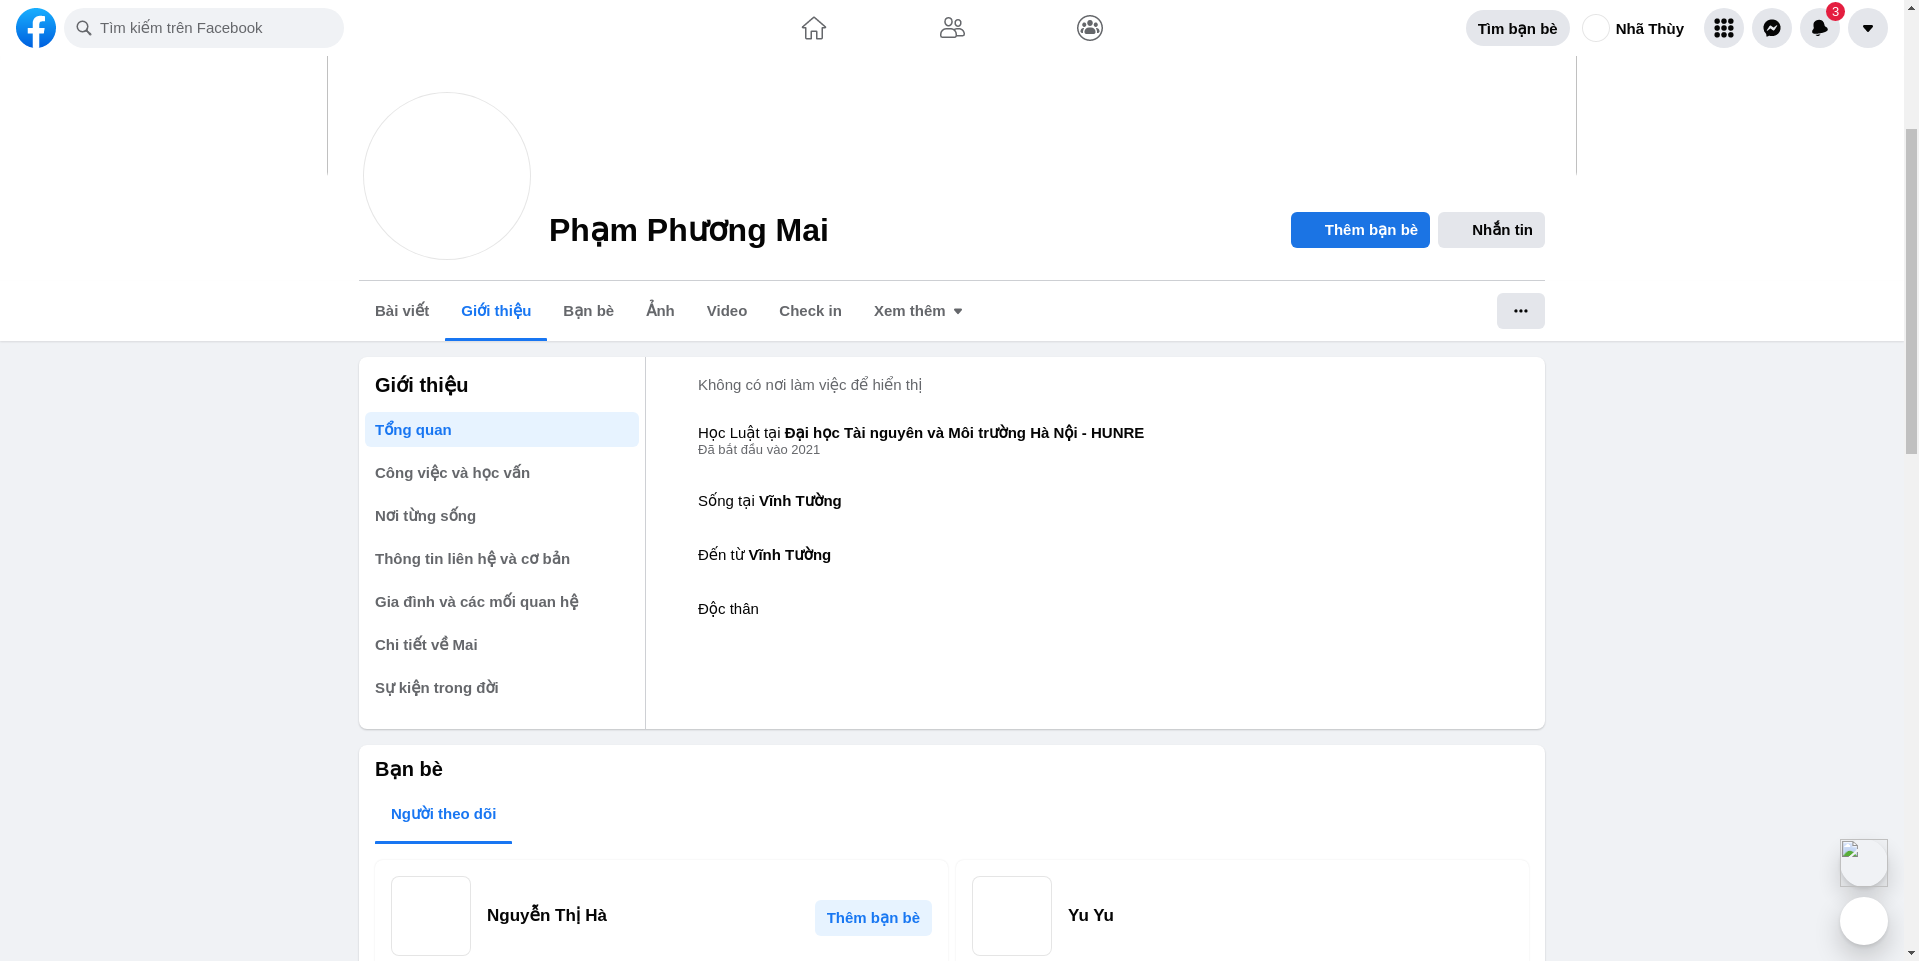 Tìm kiếm trên Facebook
Tìm bạn bè
Nhã Thùy
3
Phạm Phương Mai
Thêm bạn bè
Nhắn tin
Bài viết
Giới thiệu
Bạn bè
Ảnh
Video
Check in
Xem thêm
Giới thiệu
Tổng quan
Công việc và học vấn
Nơi từng sống
Thông tin liên hệ và cơ bản
Gia đình và các mối quan hệ
Chi tiết về Mai
Sự kiện trong đời
Không có nơi làm việc để hiển thị
Học Luật tại Đại học Tài nguyên và Môi trường Hà Nội - HUNRE
Đã bắt đầu vào 2021
Sống tại Vĩnh Tường
Đến từ Vĩnh Tường
Độc thân
Bạn bè
Người theo dõi
Nguyễn Thị Hà
Thêm bạn bè
Yu Yu